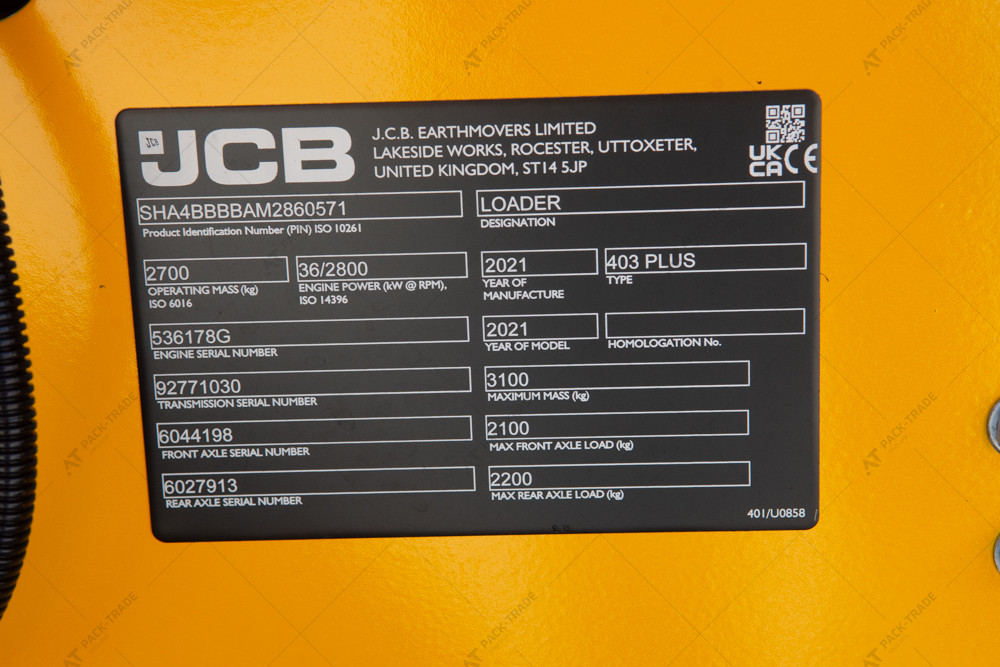 JCB
J.C.B. EARTHMOVERS LIMITED
LAKESIDE WORKS, ROCESTER, UTTOXETER,
UNITED KINGDOM, ST14 5JP
UK
CA CE
SHA4BBBBAM2860571
Product Identification Number (PIN) ISO 10261
LOADER
DESIGNATION
2700
OPERATING MASS (kg)
ISO 6016
36/2800
ENGINE POWER (kW @ RPM),
ISO 14396
2021
YEAR OF
MANUFACTURE
403 PLUS
TYPE
536178G
ENGINE SERIAL NUMBER
2021
YEAR OF MODEL
HOMOLOGATION No.
92771030
TRANSMISSION SERIAL NUMBER
3100
MAXIMUM MASS (kg)
6044198
FRONT AXLE SERIAL NUMBER
2100
MAX FRONT AXLE LOAD (kg)
6027913
REAR AXLE SERIAL NUMBER
2200
MAX REAR AXLE LOAD (kg)
401/U0858
AT PACK-TRADE